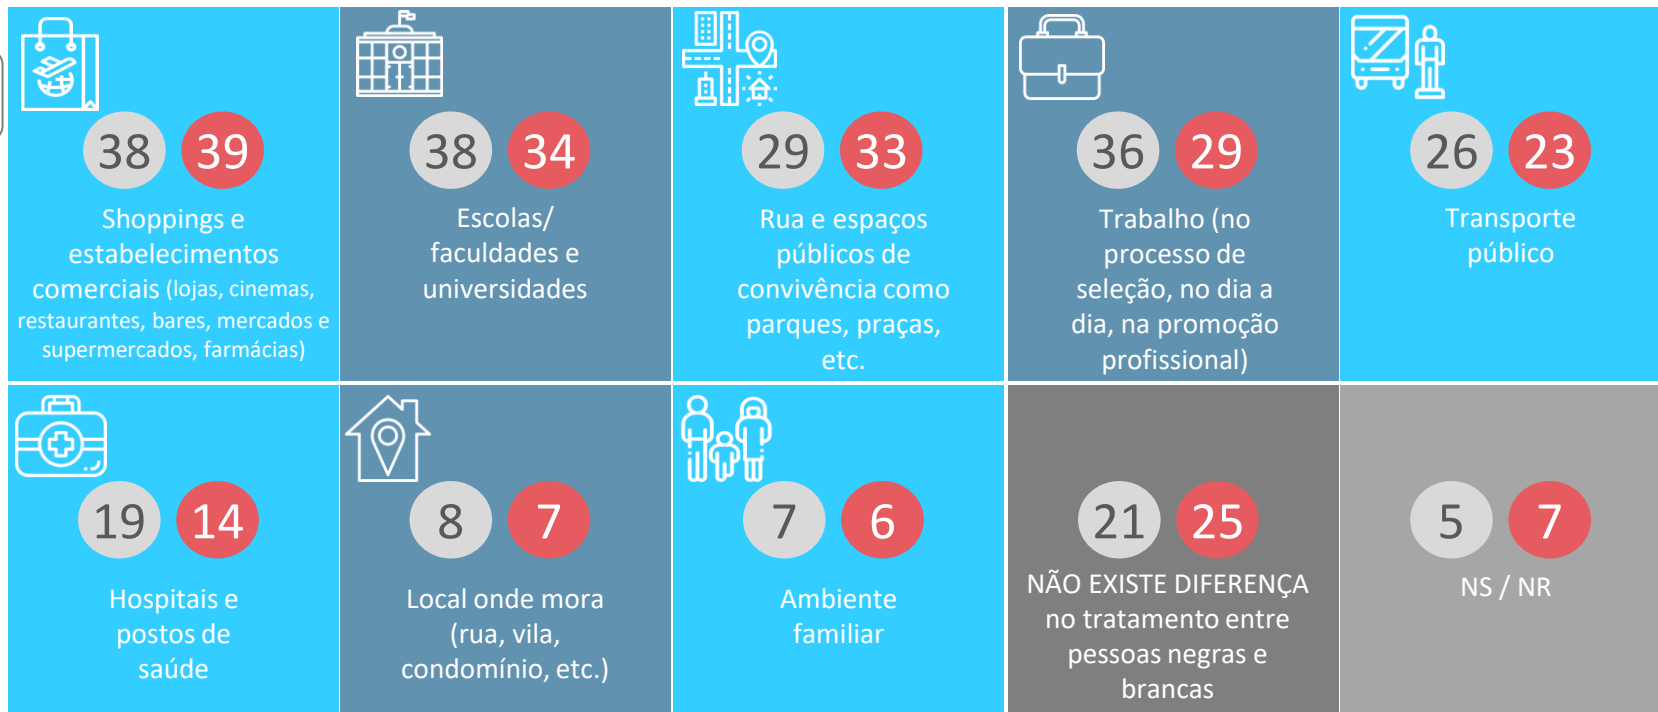 38 39
Shoppings e
estabelecimentos
comerciais (lojas, cinemas,
restaurantes, bares, mercados e
supermercados, farmácias)
38 34
Escolas/
faculdades e
universidades
29 33
Rua e espaços
públicos de
convivência como
parques, praças,
etc.
36 29
Trabalho (no
processo de
seleção, no dia a
dia, na promoção
profissional)
26 23
Transporte
público
19 14
Hospitais e
postos de
saúde
8 7
Local onde mora
(rua, vila,
condomínio, etc.)
7 6
Ambiente
familiar
21 25
NÃO EXISTE DIFERENÇA
no tratamento entre
pessoas negras e
brancas
5 7
NS / NR